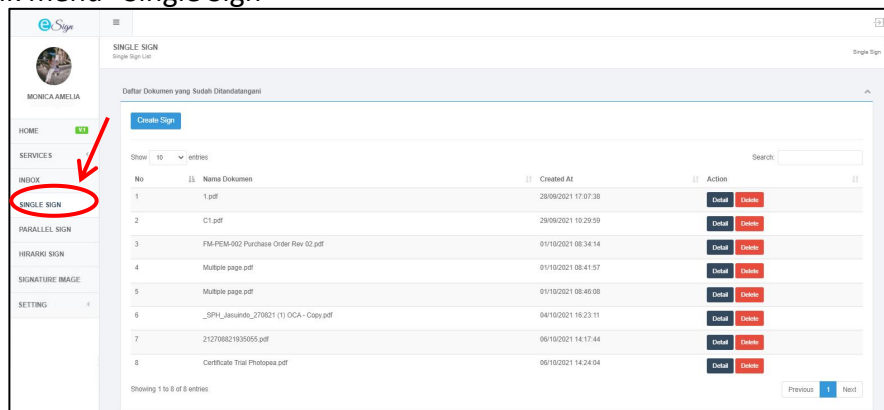 menu "Single Sign"
eSign
SINGLE SIGN
Single Sign List
Single Sign
MONICA AMELIA
Daftar Dokumen yang Sudah Ditandatangani
Create Sign
HOME V.1
SERVICES
INBOX
SINGLE SIGN
PARALLEL SIGN
HIRARKI SIGN
SIGNATURE IMAGE
SETTING
Show 10 entries Search:
No Nama Dokumen Created At Action
1 1.pdf 28/09/2021 17:07:38 Detail Delete
2 C1.pdf 29/09/2021 10:29:59 Detail Delete
3 FM-PEM-002 Purchase Order Rev 02.pdf 01/10/2021 08:34:14 Detail Delete
4 Multiple page.pdf 01/10/2021 08:41:57 Detail Delete
5 Multiple page.pdf 01/10/2021 08:46:08 Detail Delete
6 _SPH_Jasuindo_270821 (1) OCA - Copy.pdf 04/10/2021 16:23:11 Detail Delete
7 212708821935055.pdf 06/10/2021 14:17:44 Detail Delete
8 Certificate Trial Photopea.pdf 06/10/2021 14:24:04 Detail Delete
Showing 1 to 8 of 8 entries
Previous 1 Next